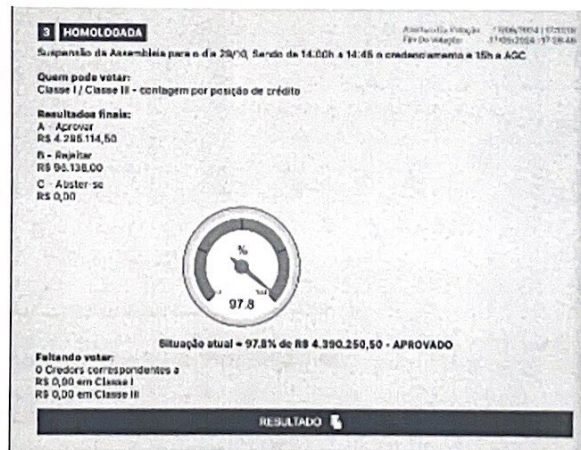 3 HOMOLOGADA
Suspensão da Assembleia para o dia 29/10, Sendo de 14:00h a 14:45 o credenciamento e 15h a AGC
Quem pode votar:
Classe I / Classe III - contagem por posição de crédito
Resultados finais:
A - Aprovar
R$ 4.295.114,50
B - Rejeitar
R$ 95.136,00
C - Abster-se
R$ 0,00
%
97.8
Situação atual = 97.8% de R$ 4.390.250,50 - APROVADO
Faltando votar:
0 Credors correspondentes a
R$ 0,00 em Classe I
R$ 0,00 em Classe III
RESULTADO